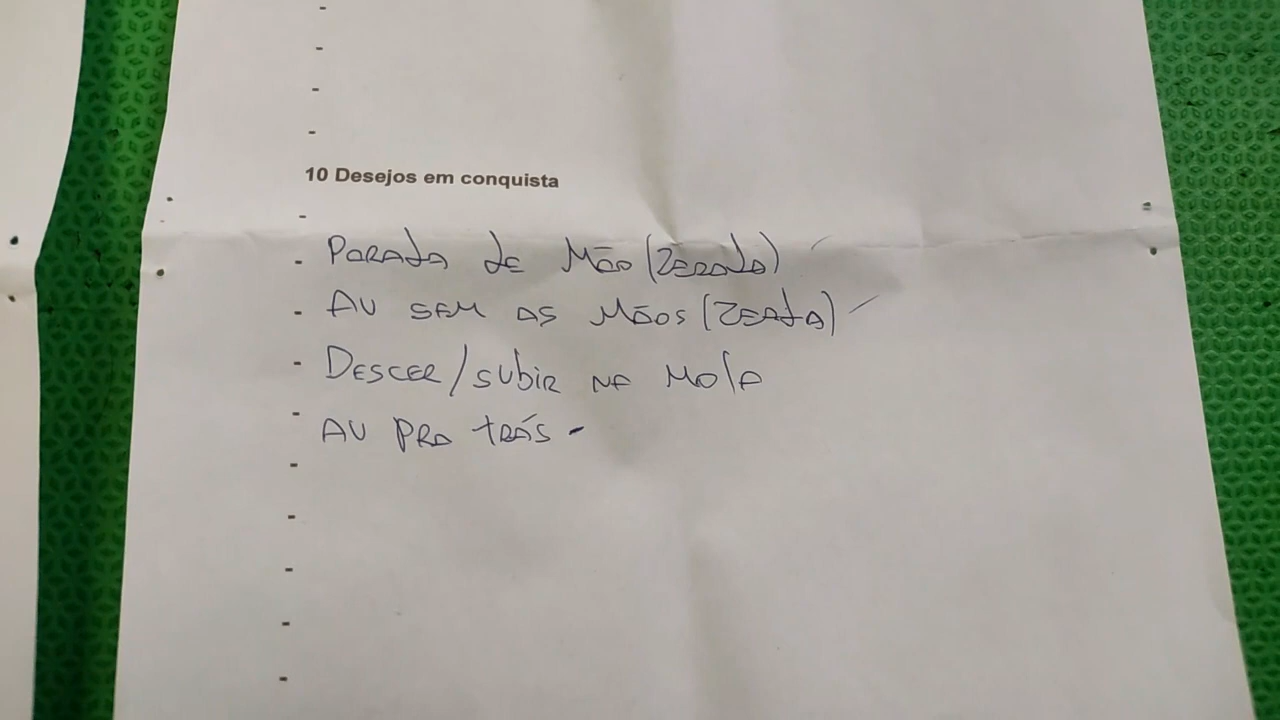 -
-
-
-
10 Desejos em conquista
-
- PARADA de MÃO (ZERADA)
- AU SEM AS MÃOS (ZERADA)
- DESCER/SUBIR NA MOLA
- AU PRA TRÁS -
-
-
-
-
-